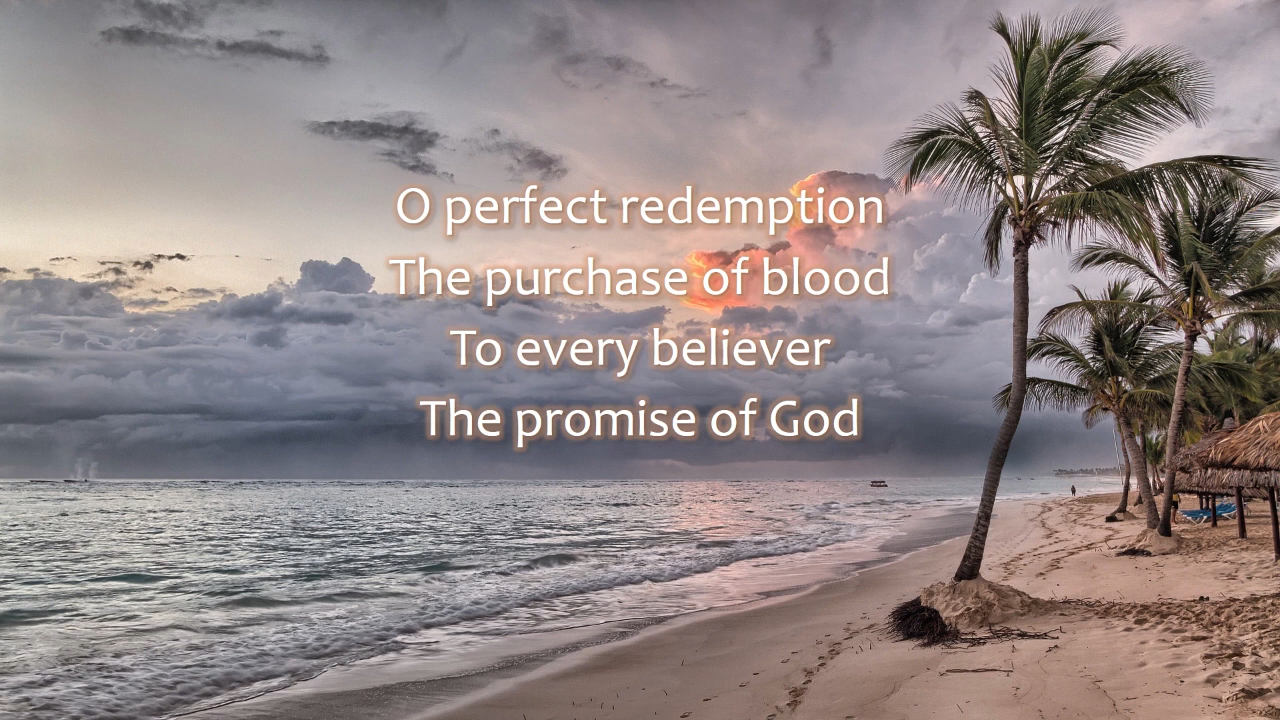 O perfect redemption
The purchase of blood
To every believer
The promise of God